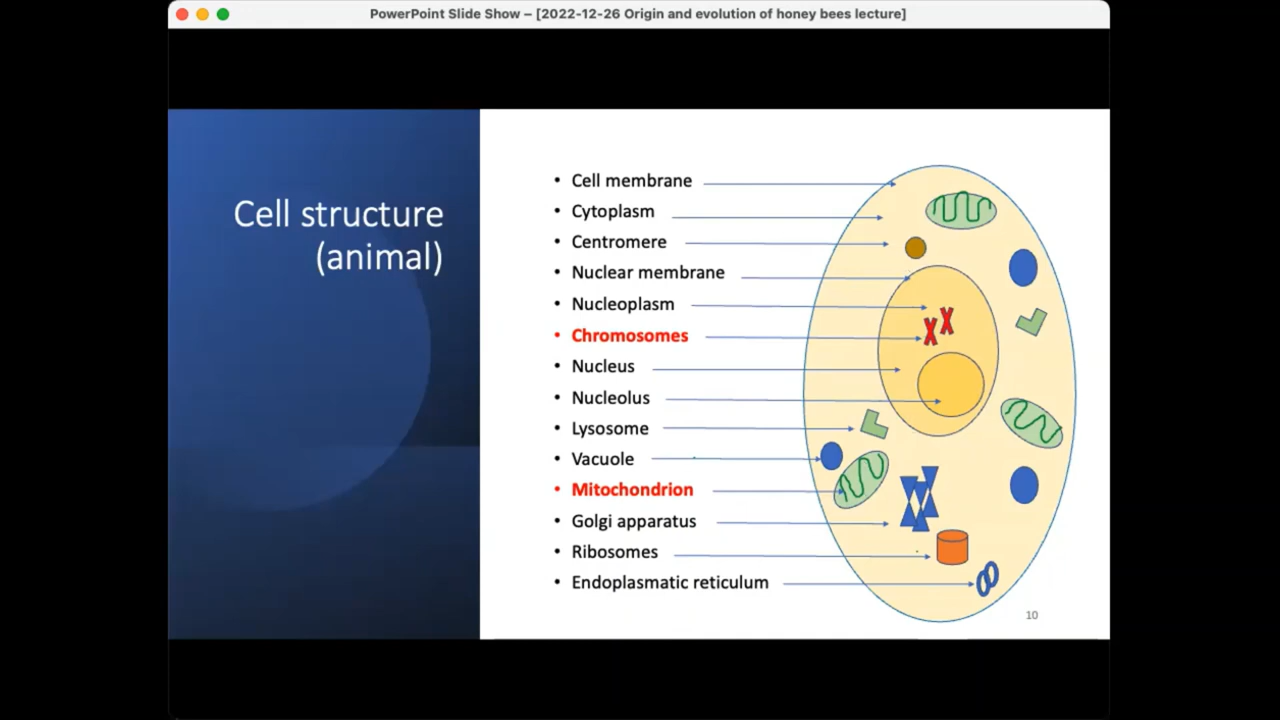 PowerPoint Slide Show – [2022-12-26 Origin and evolution of honey bees lecture]
Cell structure
(animal)
• Cell membrane
• Cytoplasm
• Centromere
• Nuclear membrane
• Nucleoplasm
• Chromosomes
• Nucleus
• Nucleolus
• Lysosome
• Vacuole
• Mitochondrion
• Golgi apparatus
• Ribosomes
• Endoplasmatic reticulum
10